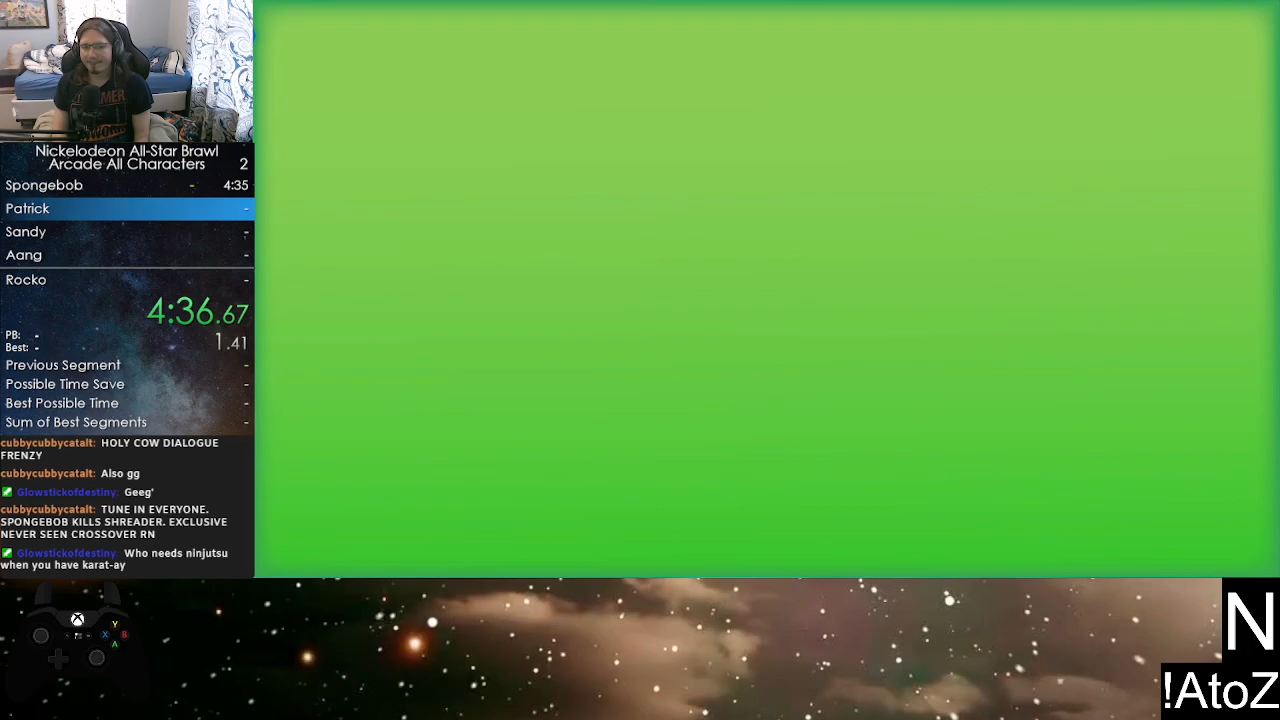 Nickelodeon All-Star Brawl
Arcade All Characters 2
Spongebob - 4:35
Patrick -
Sandy -
Aang -
Rocko -
4:36.67
PB: -
Best: -
1.41
Previous Segment -
Possible Time Save -
Best Possible Time -
Sum of Best Segments -
cubbycubbycatalt: HOLY COW DIALOGUE
FRENZY
cubbycubbycatalt: Also gg
Glowstickofdestiny: Geeg'
cubbycubbycatalt: TUNE IN EVERYONE.
SPONGEBOB KILLS SHREADER. EXCLUSIVE
NEVER SEEN CROSSOVER RN
Glowstickofdestiny: Who needs ninjutsu
when you have karat-ay
Y
X B
A
N
!AtoZ